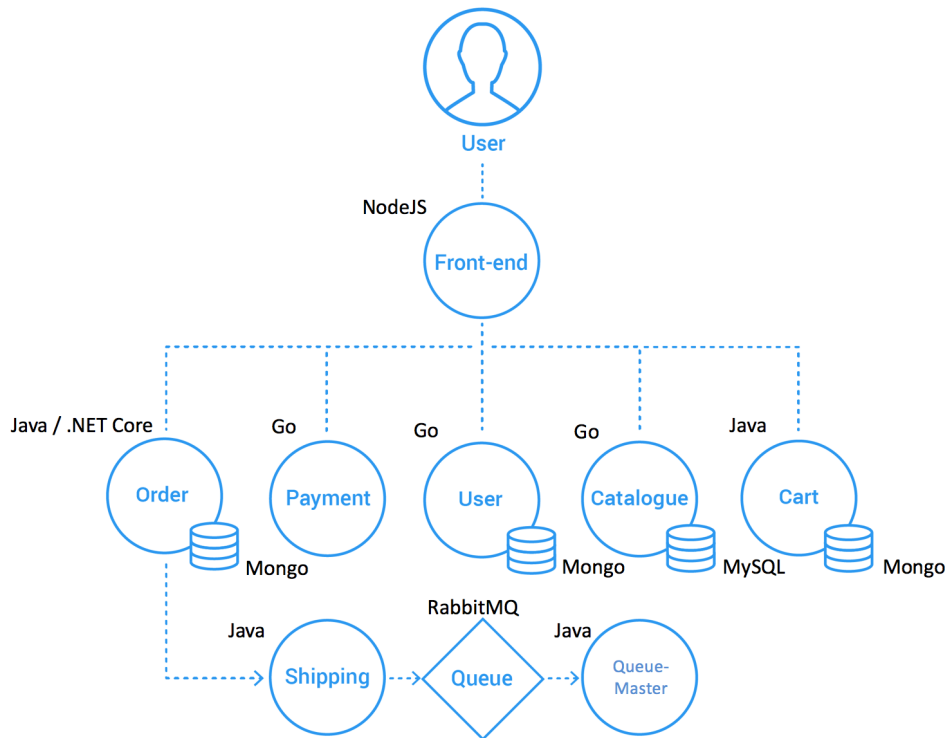 User
NodeJS
Front-end
Java / .NET Core
Go
Go
Go
Java
Order
Payment
User
Catalogue
Cart
Mongo
Mongo
MySQL
Mongo
RabbitMQ
Java
Java
Shipping
Queue
Queue-
Master